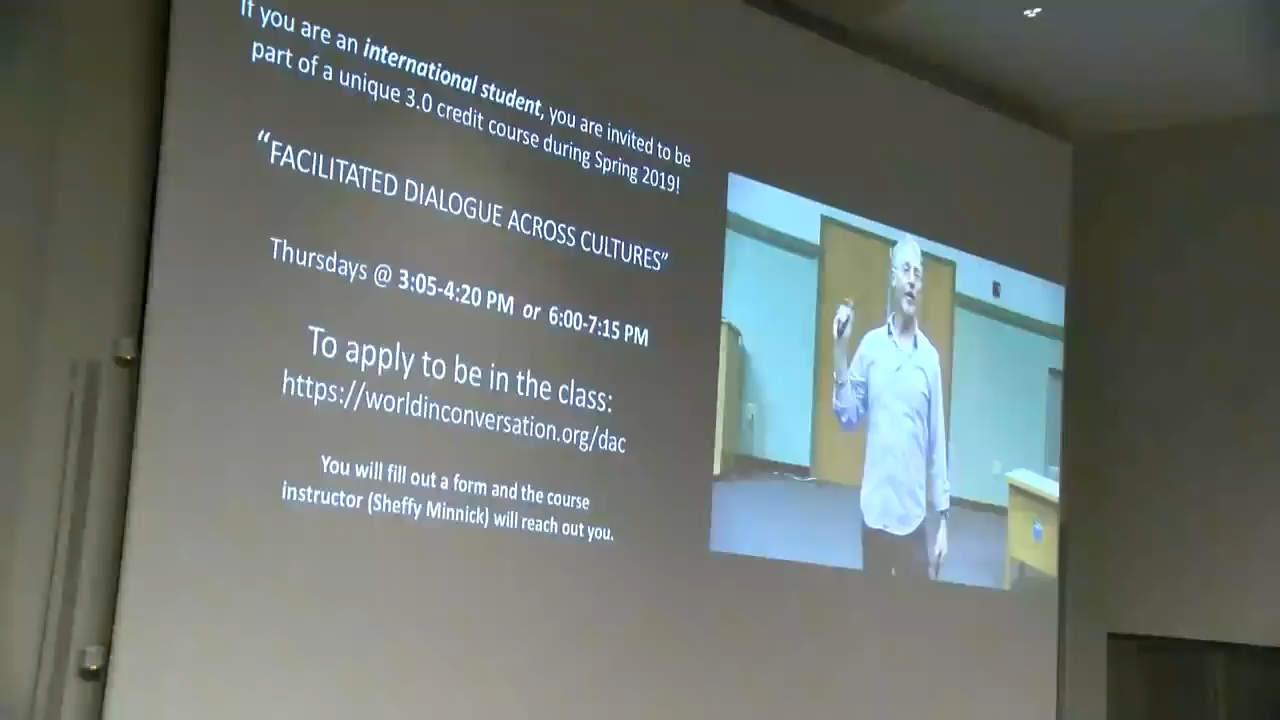 If you are an international student, you are invited to be
part of a unique 3.0 credit course during Spring 2019!
“FACILITATED DIALOGUE ACROSS CULTURES”
Thursdays @ 3:05-4:20 PM or 6:00-7:15 PM
To apply to be in the class:
https://worldinconversation.org/dac
You will fill out a form and the course
instructor (Sheffy Minnick) will reach out you.